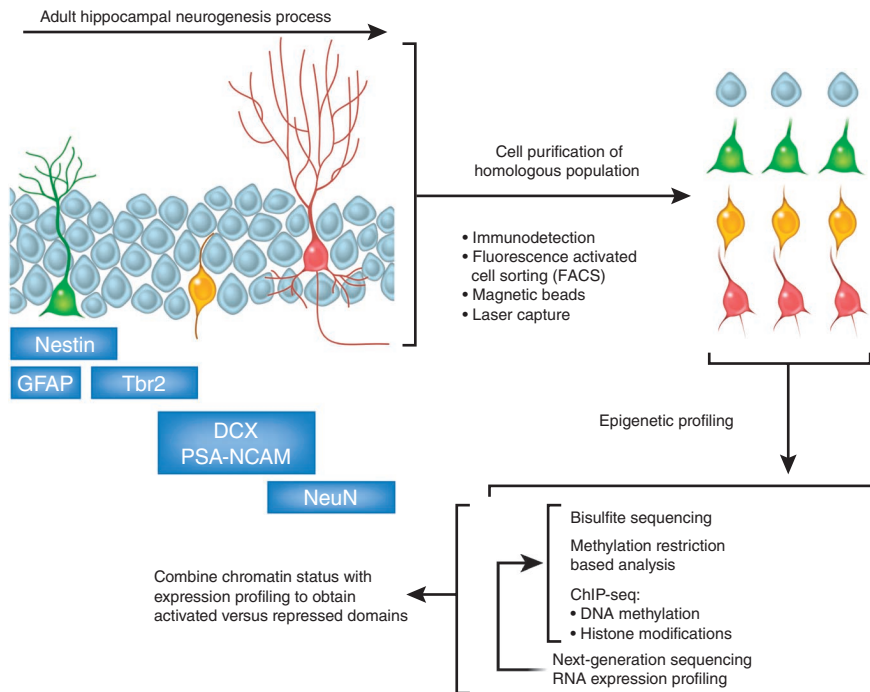 Adult hippocampal neurogenesis process
Cell purification of
homologous population
• Immunodetection
• Fluorescence activated
cell sorting (FACS)
• Magnetic beads
• Laser capture
Nestin
GFAP
Tbr2
DCX
PSA-NCAM
NeuN
Epigenetic profiling
Bisulfite sequencing
Methylation restriction
based analysis
ChIP-seq:
• DNA methylation
• Histone modifications
Next-generation sequencing
RNA expression profiling
Combine chromatin status with
expression profiling to obtain
activated versus repressed domains